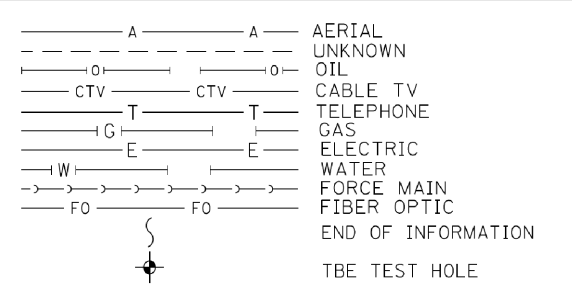 A A AERIAL
UNKNOWN
O O OIL
CTV CTV CABLE TV
T T TELEPHONE
G GAS
E E ELECTRIC
W WATER
FORCE MAIN
FO FO FIBER OPTIC
END OF INFORMATION
TBE TEST HOLE